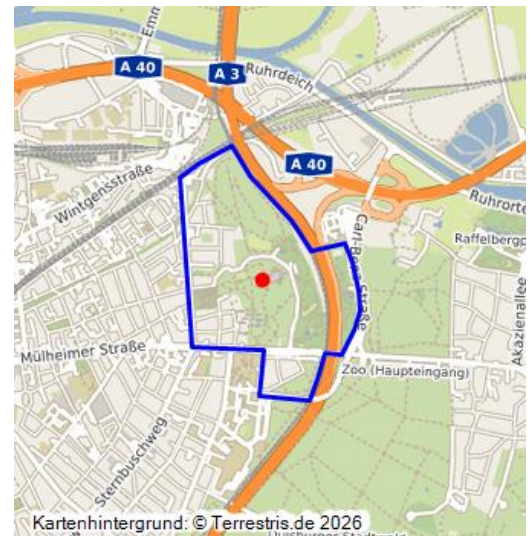 Emm
A 40
A 3
Ruhrdeich
A 40
Ruhrorte
Wintgensstraße
Carl-Benz-Straße
Raffelbergp
Akazienallee
Mülheimer Straße
Zoo (Haupteingang)
Sternbuschweg
Kartenhintergrund: © Terrestris.de 2026